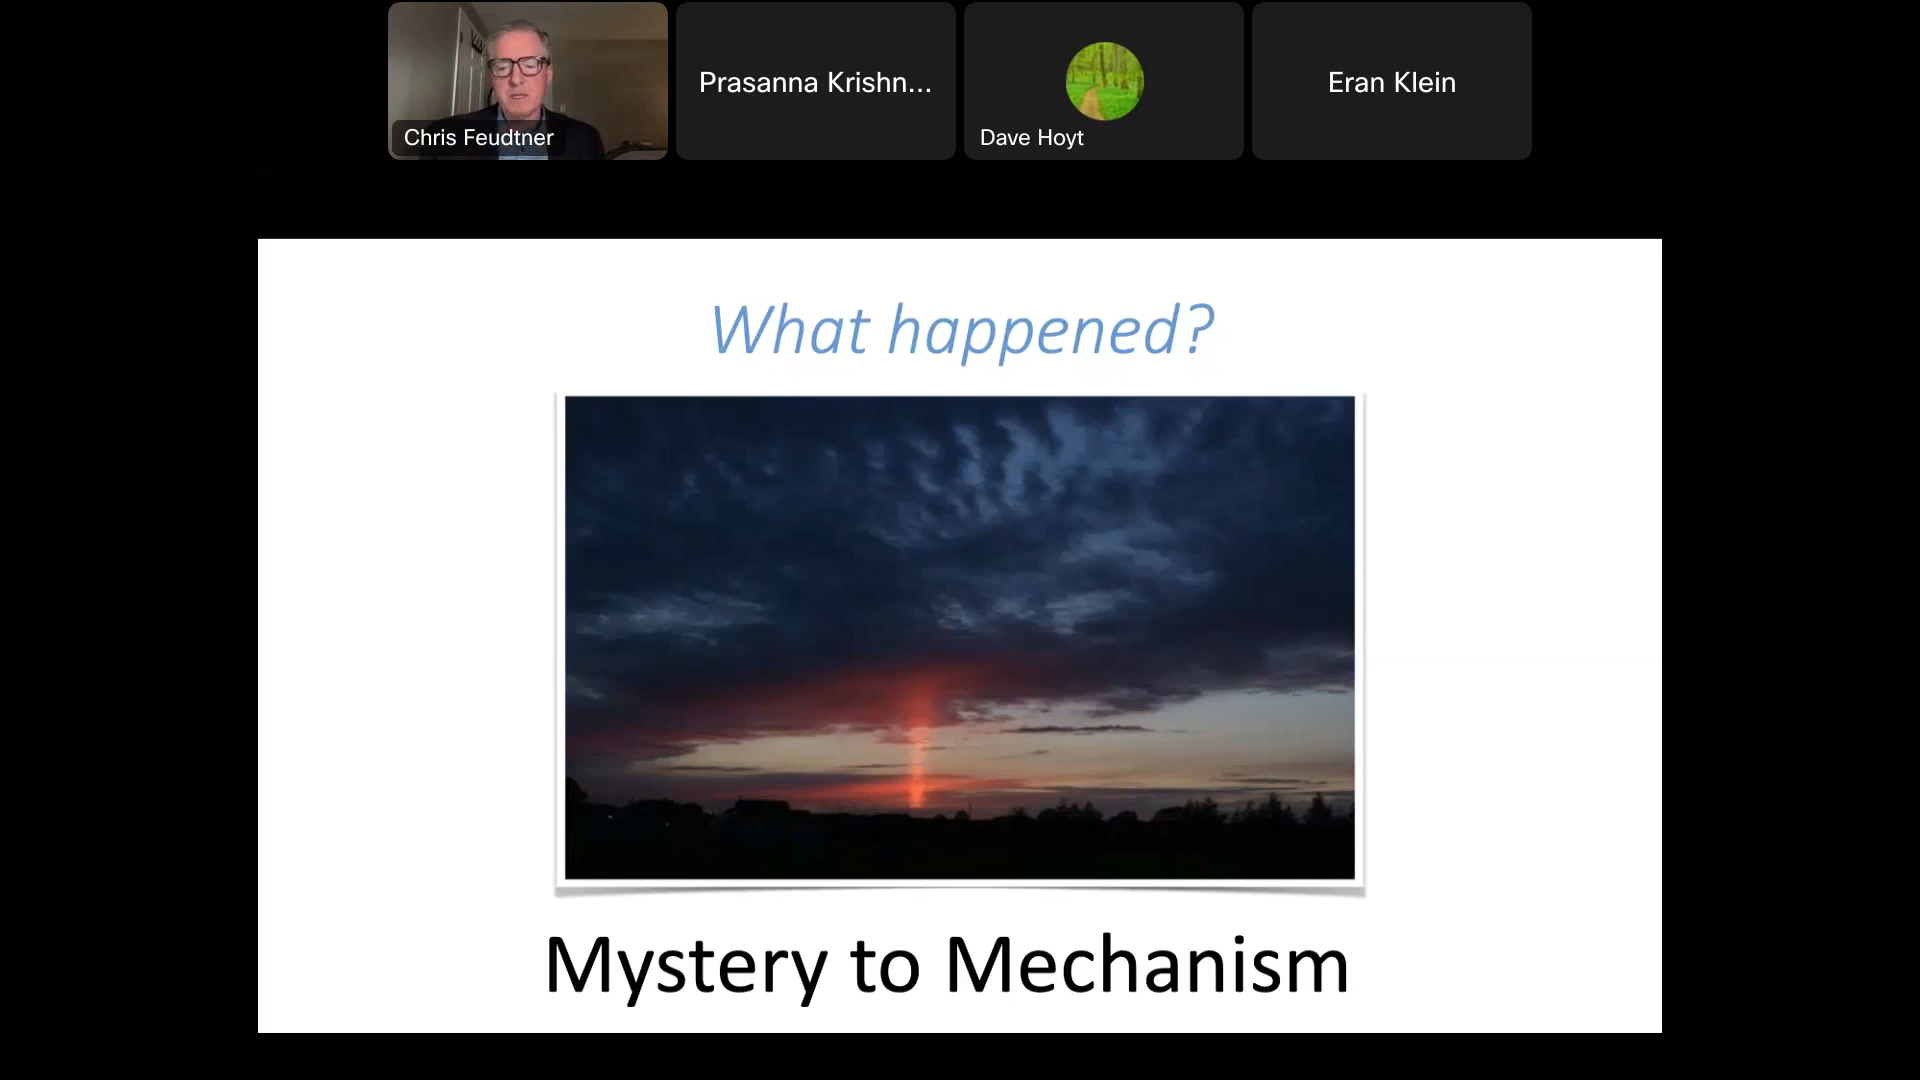 Chris Feudtner
Prasanna Krishn...
Dave Hoyt
Eran Klein
What happened?
Mystery to Mechanism